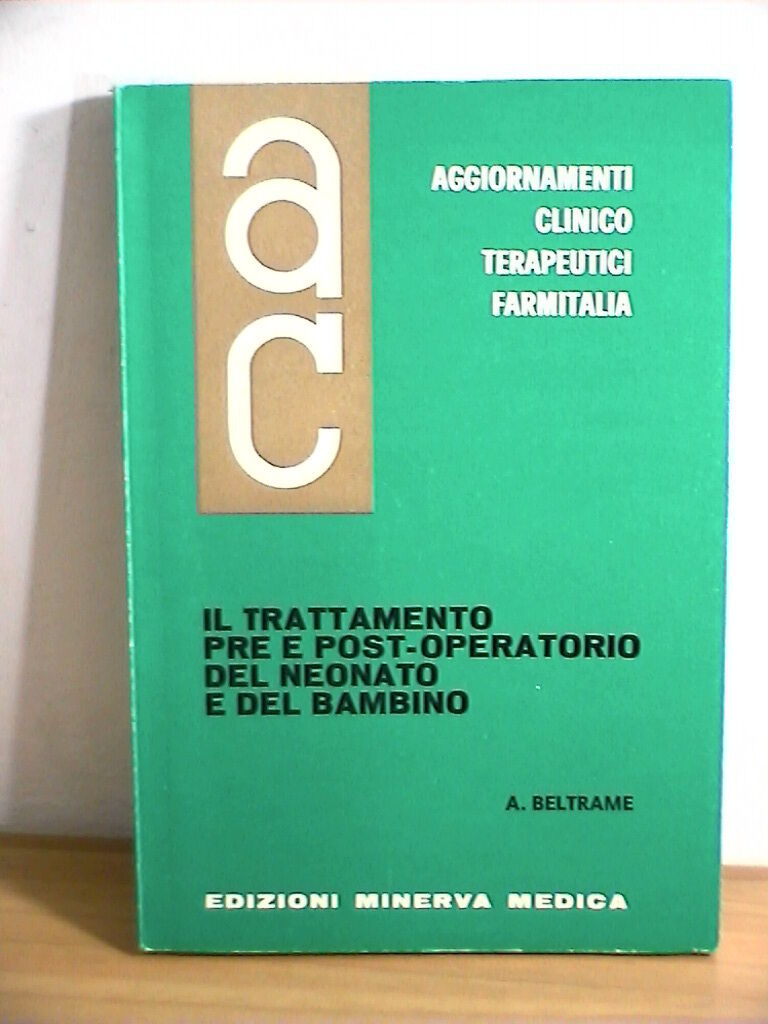 ac
AGGIORNAMENTI
CLINICO
TERAPEUTICI
FARMITALIA
IL TRATTAMENTO
PRE E POST-OPERATORIO
DEL NEONATO
E DEL BAMBINO
A. BELTRAME
EDIZIONI MINERVA MEDICA